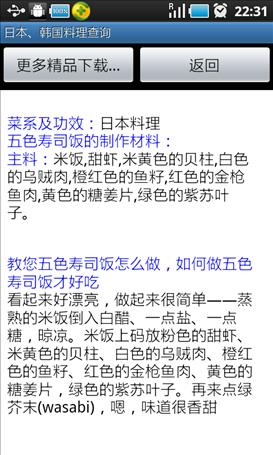 100%
R
22:31
日本、韩国料理查询
更多精品下载...
返回
菜系及功效：日本料理
五色寿司饭的制作材料：
主料：米饭,甜虾,米黄色的贝柱,白色
的乌贼肉,橙红色的鱼籽,红色的金枪
鱼肉,黄色的糖姜片,绿色的紫苏叶
子。
教您五色寿司饭怎么做，如何做五色
寿司饭才好吃
看起来好漂亮，做起来很简单——蒸
熟的米饭倒入白醋、一点盐、一点
糖，晾凉。米饭上码放粉色的甜虾、
米黄色的贝柱、白色的乌贼肉、橙红
色的鱼籽、红色的金枪鱼肉、黄色的
糖姜片，绿色的紫苏叶子。再来点绿
芥末(wasabi)，嗯，味道很香甜